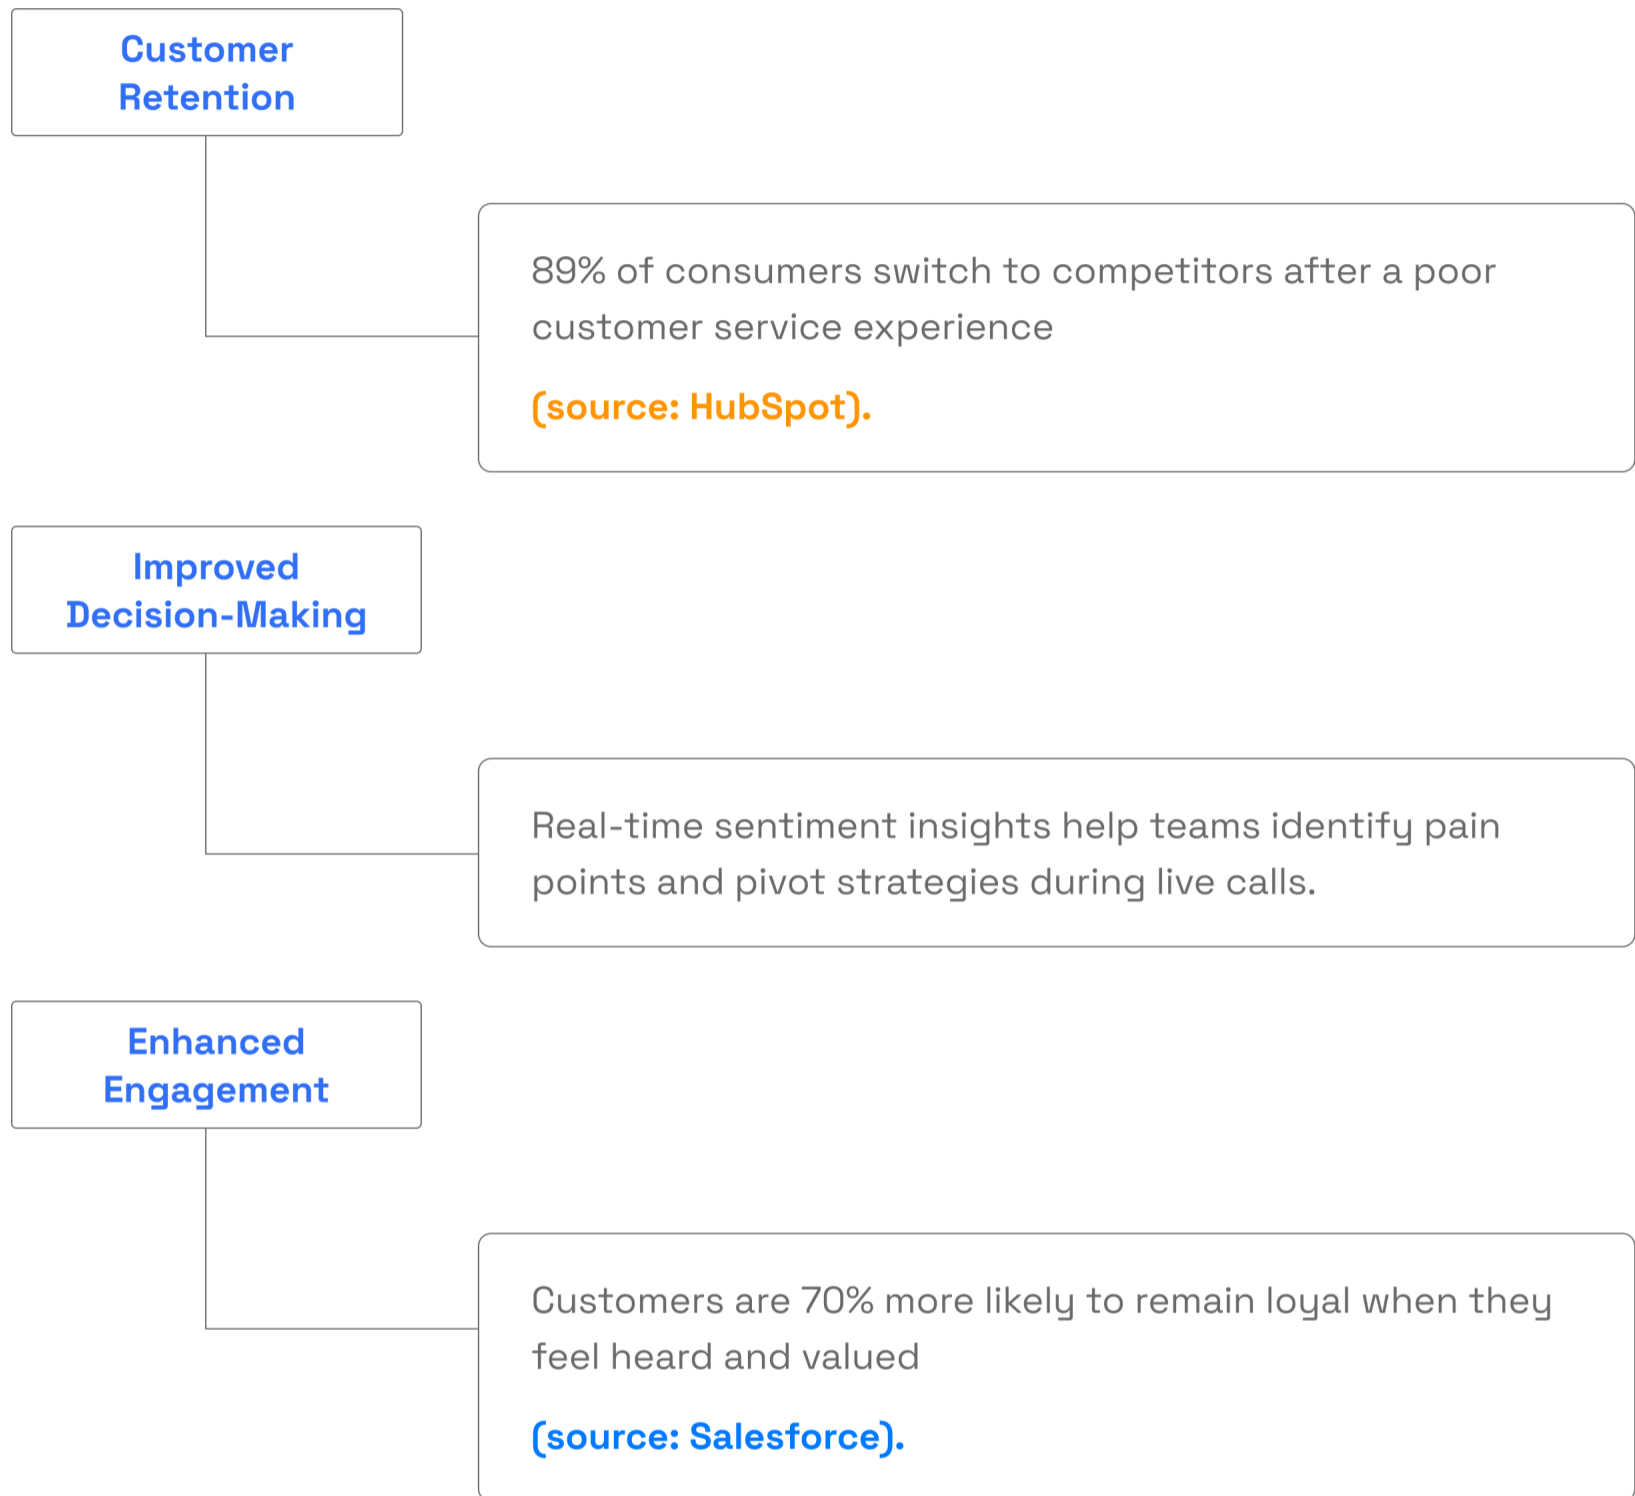 Customer
Retention
89% of consumers switch to competitors after a poor
customer service experience
(source: HubSpot).
Improved
Decision-Making
Real-time sentiment insights help teams identify pain
points and pivot strategies during live calls.
Enhanced
Engagement
Customers are 70% more likely to remain loyal when they
feel heard and valued
(source: Salesforce).